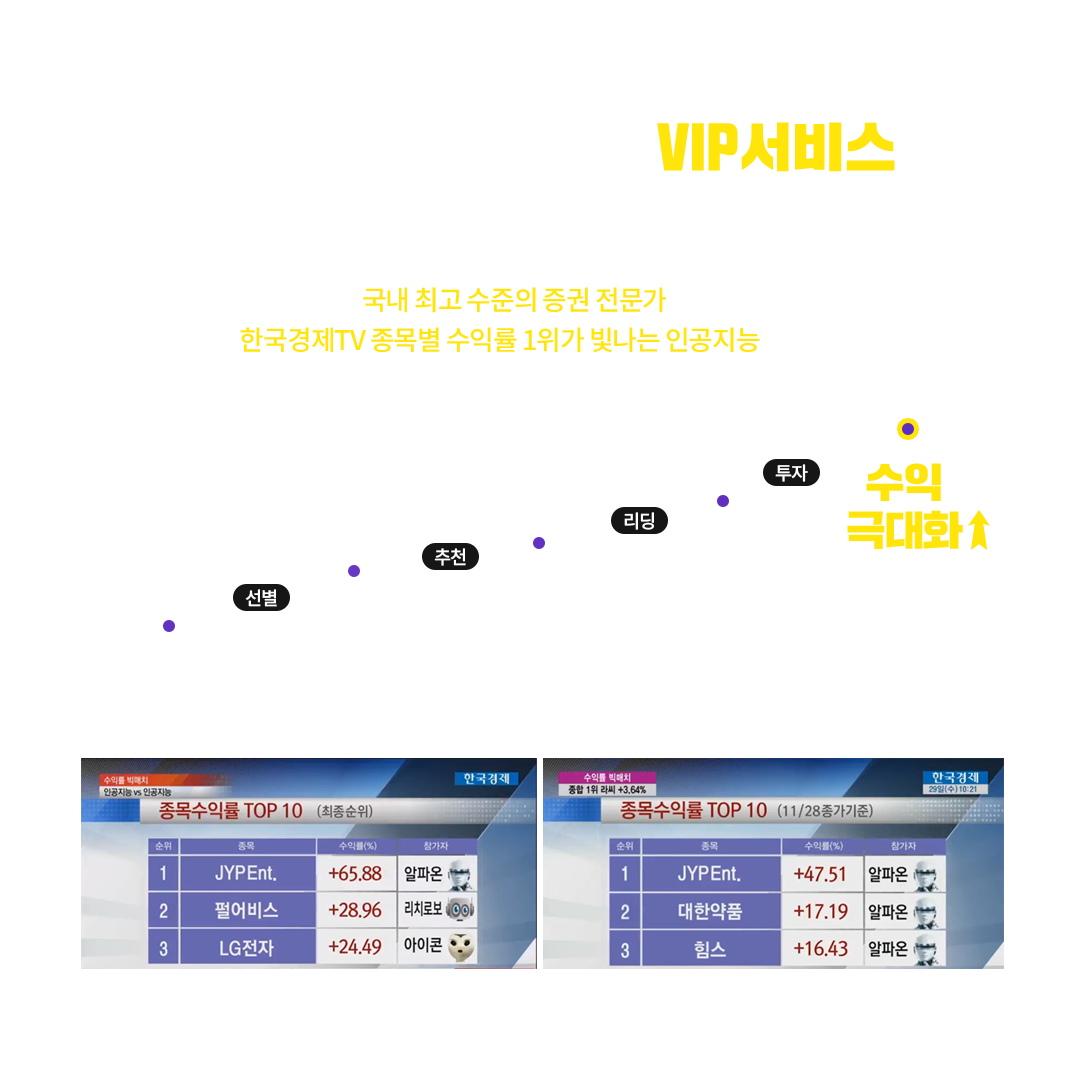 VIP서비스
국내 최고 수준의 증권 전문가
한국경제TV 종목별 수익률 1위가 빛나는 인공지능
투자
수익
극대화
리딩
추천
선별
수익률 빅매치
인공지능 vs 인공지능
한국경제
종목수익률 TOP 10 (최종순위)
순위 종목 수익률(%) 참가자
1 JYPEnt. +65.88 알파온
2 펄어비스 +28.96 리치로보
3 LG전자 +24.49 아이콘
수익률 빅매치
종합 1위 라씨 +3.64%
한국경제
29일(수) 10:21
종목수익률 TOP 10 (11/28종가기준)
순위 종목 수익률(%) 참가자
1 JYPEnt. +47.51 알파온
2 대한약품 +17.19 알파온
3 힘스 +16.43 알파온